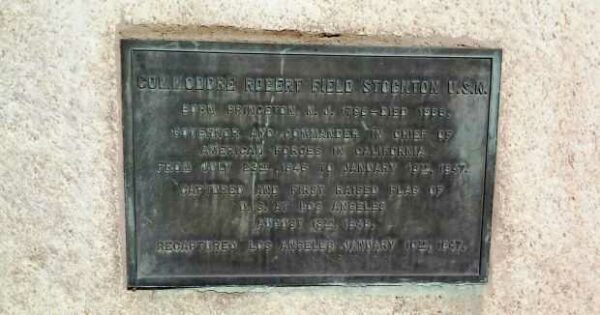 COMMODORE ROBERT FIELD STOCKTON U.S.N.
BORN PRINCETON, N.J. 1796–DIED 1866.
GOVERNOR AND COMMANDER IN CHIEF OF
AMERICAN FORCES IN CALIFORNIA
FROM JULY 23RD, 1846 TO JANUARY 19TH, 1847.
CAPTURED AND FIRST RAISED FLAG OF
U.S. AT LOS ANGELES
AUGUST 13TH, 1846.
RECAPTURED LOS ANGELES JANUARY 10TH, 1847.